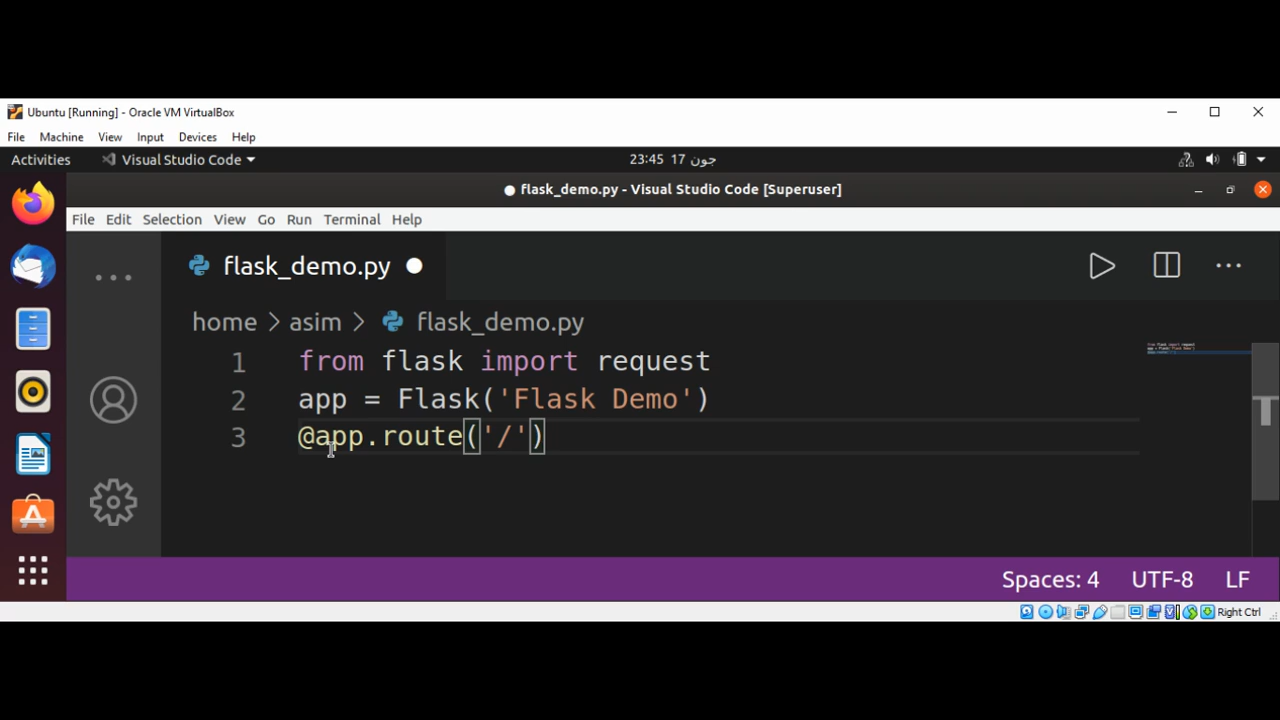 Ubuntu [Running] - Oracle VM VirtualBox
File Machine View Input Devices Help
Activities Visual Studio Code 23:45 17 جون
● flask_demo.py - Visual Studio Code [Superuser]
File Edit Selection View Go Run Terminal Help
flask_demo.py
home > asim > flask_demo.py
1 from flask import request
2 app = Flask('Flask Demo')
3 @app.route('/')
Spaces: 4 UTF-8 LF
Right Ctrl